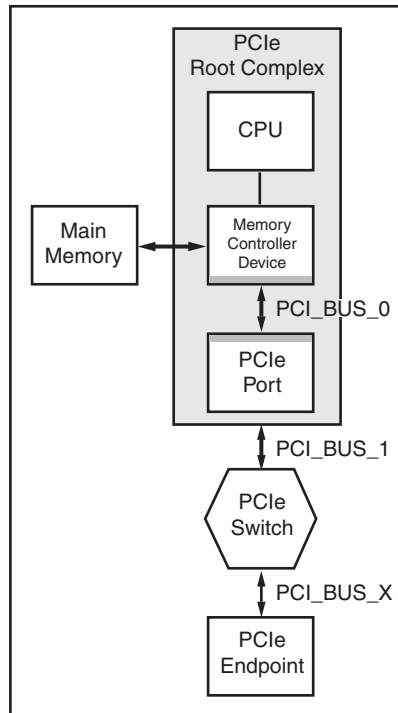 PCIe
Root Complex
CPU
Main
Memory
Memory
Controller
Device
PCI_BUS_0
PCIe
Port
PCI_BUS_1
PCIe
Switch
PCI_BUS_X
PCIe
Endpoint